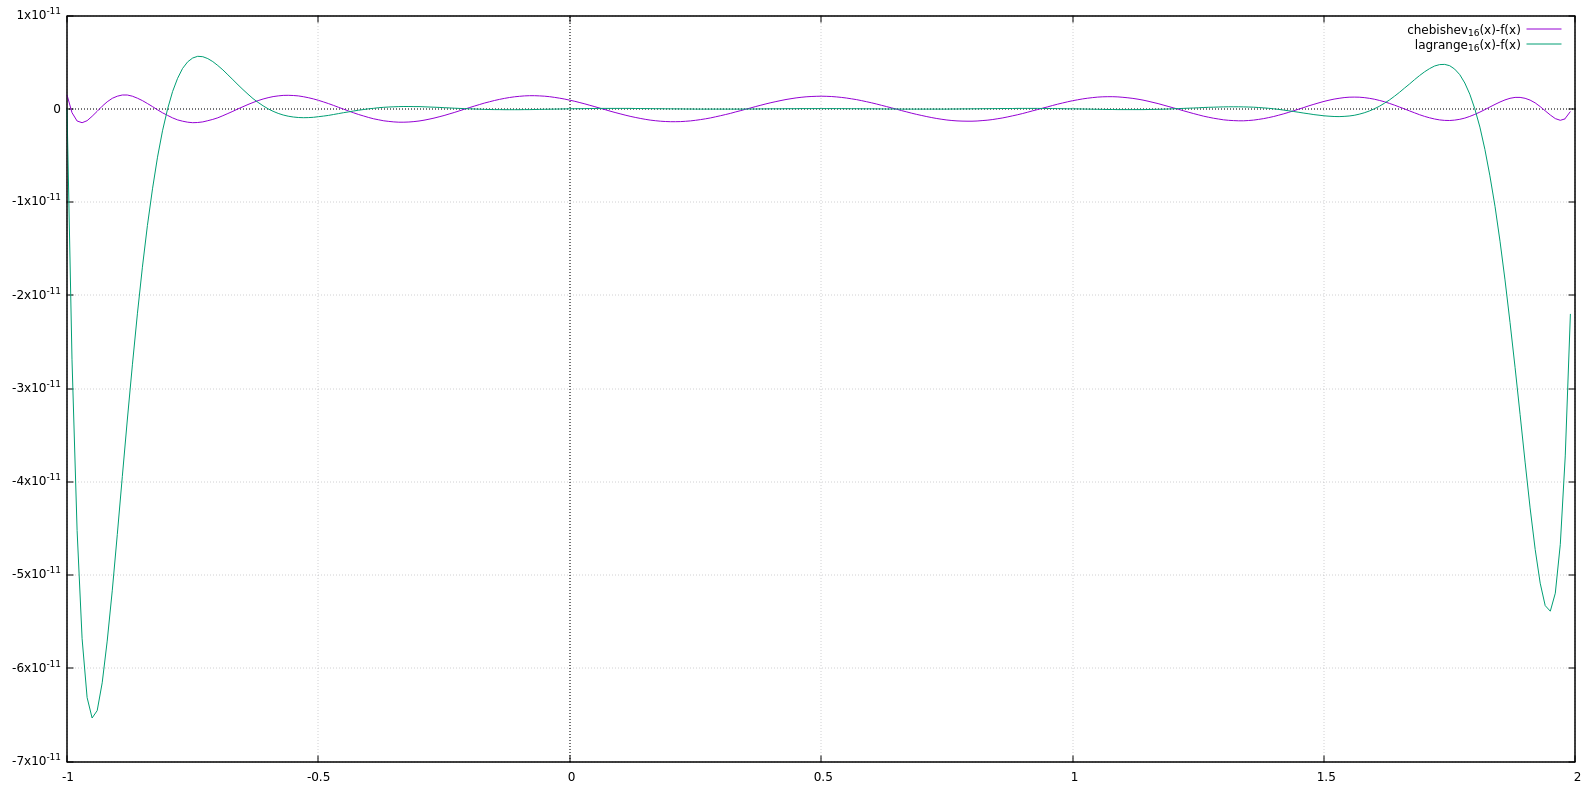 1x10⁻¹¹
chebishev₁₆(x)-f(x)
lagrange₁₆(x)-f(x)
0
-1x10⁻¹¹
-2x10⁻¹¹
-3x10⁻¹¹
-4x10⁻¹¹
-5x10⁻¹¹
-6x10⁻¹¹
-7x10⁻¹¹
-1 -0.5 0 0.5 1 1.5 2